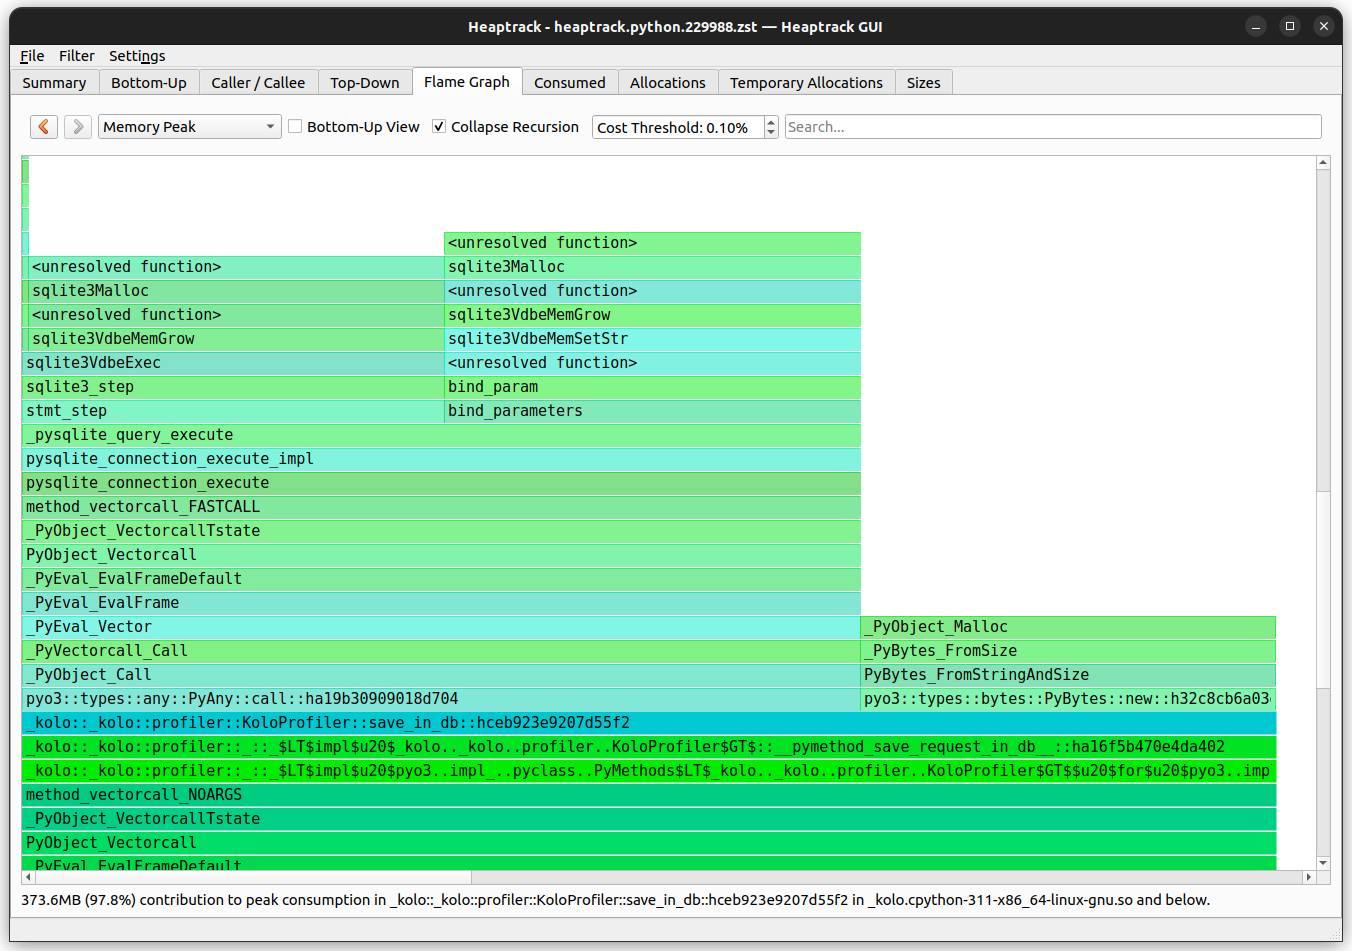 Heaptrack - heaptrack.python.229988.zst — Heaptrack GUI
File Filter Settings
Summary Bottom-Up Caller / Callee Top-Down Flame Graph Consumed Allocations Temporary Allocations Sizes
Memory Peak Bottom-Up View Collapse Recursion Cost Threshold: 0.10% Search...
<unresolved function>
<unresolved function> sqlite3Malloc
sqlite3Malloc <unresolved function>
<unresolved function> sqlite3VdbeMemGrow
sqlite3VdbeMemGrow sqlite3VdbeMemSetStr
sqlite3VdbeExec <unresolved function>
sqlite3_step bind_param
stmt_step bind_parameters
_pysqlite_query_execute
pysqlite_connection_execute_impl
pysqlite_connection_execute
method_vectorcall_FASTCALL
_PyObject_VectorcallTstate
PyObject_Vectorcall
_PyEval_EvalFrameDefault
_PyEval_EvalFrame
_PyEval_Vector _PyObject_Malloc
_PyVectorcall_Call _PyBytes_FromSize
_PyObject_Call PyBytes_FromStringAndSize
pyo3::types::any::PyAny::call::ha19b30909018d704 pyo3::types::bytes::PyBytes::new::h32c8cb6a03
_kolo::_kolo::profiler::KoloProfiler::save_in_db::hceb923e9207d55f2
_kolo::_kolo::profiler::_::_$LT$impl$u20$_kolo.._kolo..profiler..KoloProfiler$GT$::__pymethod_save_request_in_db__::ha16f5b470e4da402
_kolo::_kolo::profiler::_::_$LT$impl$u20$pyo3..impl_..pyclass..PyMethods$LT$_kolo.._kolo..profiler..KoloProfiler$GT$$u20$for$u20$pyo3..impl
method_vectorcall_NOARGS
_PyObject_VectorcallTstate
PyObject_Vectorcall
_PyEval_EvalFrameDefault
373.6MB (97.8%) contribution to peak consumption in _kolo::_kolo::profiler::KoloProfiler::save_in_db::hceb923e9207d55f2 in _kolo.cpython-311-x86_64-linux-gnu.so and below.